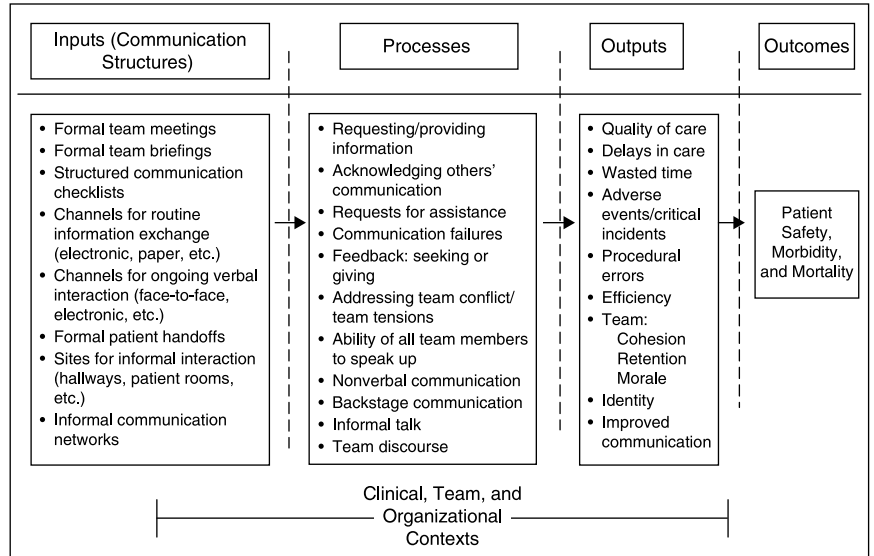 Inputs (Communication
Structures)
Processes
Outputs
Outcomes
• Formal team meetings
• Formal team briefings
• Structured communication
checklists
• Channels for routine
information exchange
(electronic, paper, etc.)
• Channels for ongoing verbal
interaction (face-to-face,
electronic, etc.)
• Formal patient handoffs
• Sites for informal interaction
(hallways, patient rooms,
etc.)
• Informal communication
networks
• Requesting/providing
information
• Acknowledging others’
communication
• Requests for assistance
• Communication failures
• Feedback: seeking or
giving
• Addressing team conflict/
team tensions
• Ability of all team members
to speak up
• Nonverbal communication
• Backstage communication
• Informal talk
• Team discourse
• Quality of care
• Delays in care
• Wasted time
• Adverse
events/critical
incidents
• Procedural
errors
• Efficiency
• Team:
Cohesion
Retention
Morale
• Identity
• Improved
communication
Patient
Safety,
Morbidity,
and Mortality
Clinical, Team, and
Organizational
Contexts